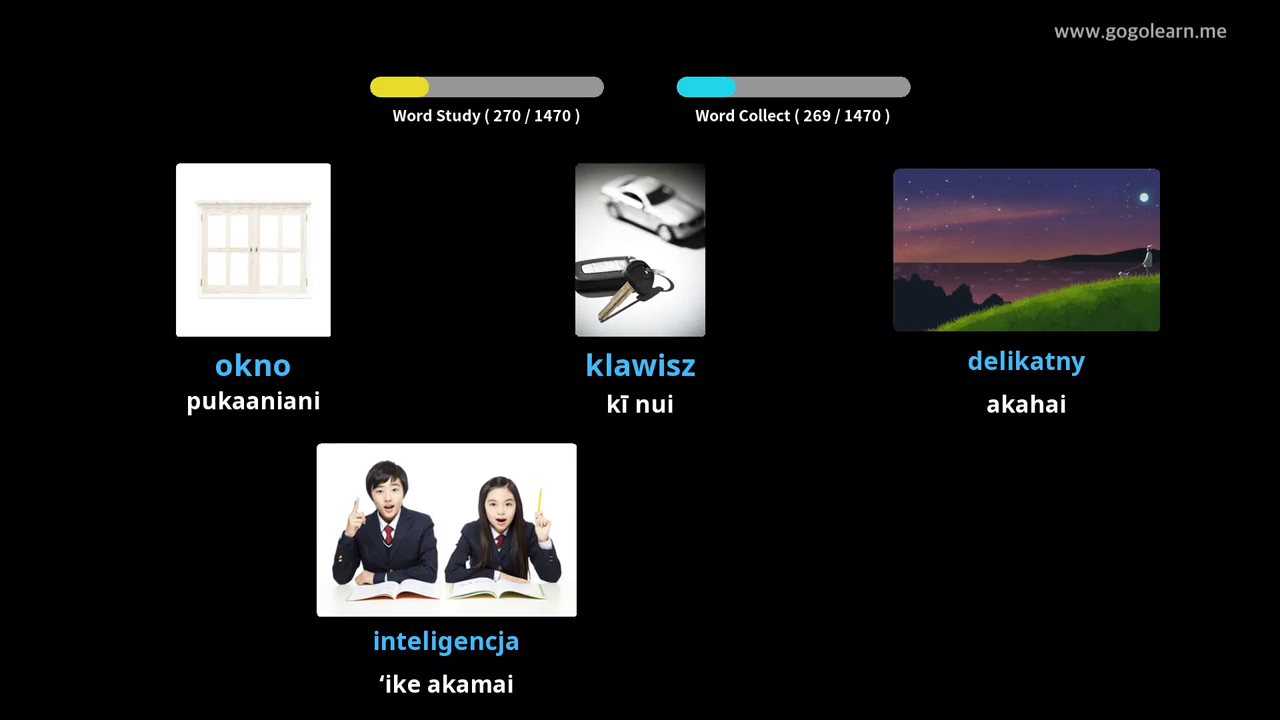 www.gogolearn.me
Word Study ( 270 / 1470 )
Word Collect ( 269 / 1470 )
okno
pukaaniani
klawisz
kī nui
delikatny
akahai
inteligencja
ʻike akamai